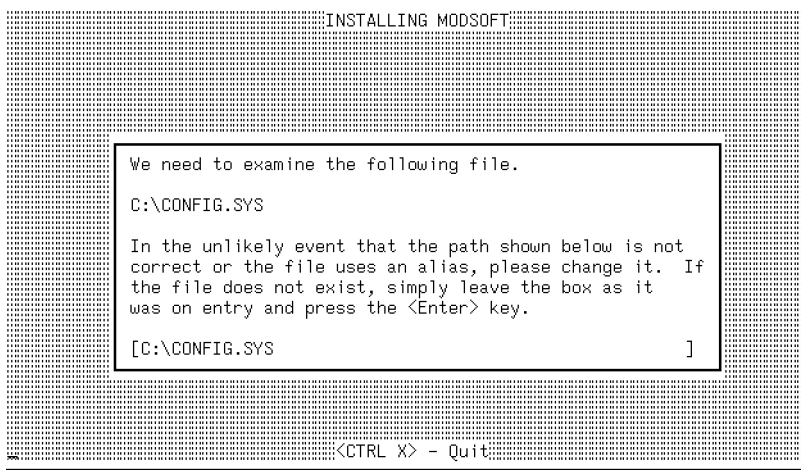 INSTALLING MODSOFT
We need to examine the following file.
C:\CONFIG.SYS
In the unlikely event that the path shown below is not
correct or the file uses an alias, please change it.  If
the file does not exist, simply leave the box as it
was on entry and press the <Enter> key.
[C:\CONFIG.SYS                                        ]
<CTRL X> - Quit